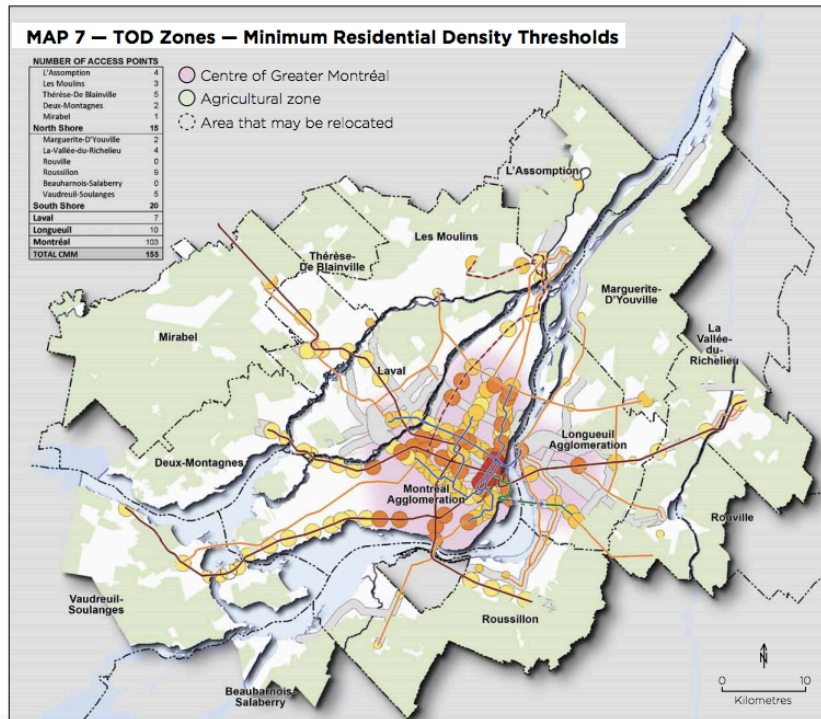 MAP 7 — TOD Zones — Minimum Residential Density Thresholds
NUMBER OF ACCESS POINTS
L'Assomption 4
Les Moulins 3
Thérèse-De Blainville 5
Deux-Montagnes 2
Mirabel 1
North Shore 15
Marguerite-D'Youville 2
La-Vallée-du-Richelieu 4
Rouville 0
Roussillon 9
Beauharnois-Salaberry 0
Vaudreuil-Soulanges 5
South Shore 20
Laval 7
Longueuil 10
Montréal 103
TOTAL CMM 155
Centre of Greater Montréal
Agricultural zone
Area that may be relocated
L'Assomption
Les Moulins
Thérèse-
De Blainville
Marguerite-
D'Youville
Mirabel
La
Vallée-
du-
Richelieu
Laval
Longueuil
Agglomeration
Deux-Montagnes
Montréal
Agglomeration
Rouville
Vaudreuil-
Soulanges
Roussillon
Beauharnois-
Salaberry
N
0 10
Kilometres